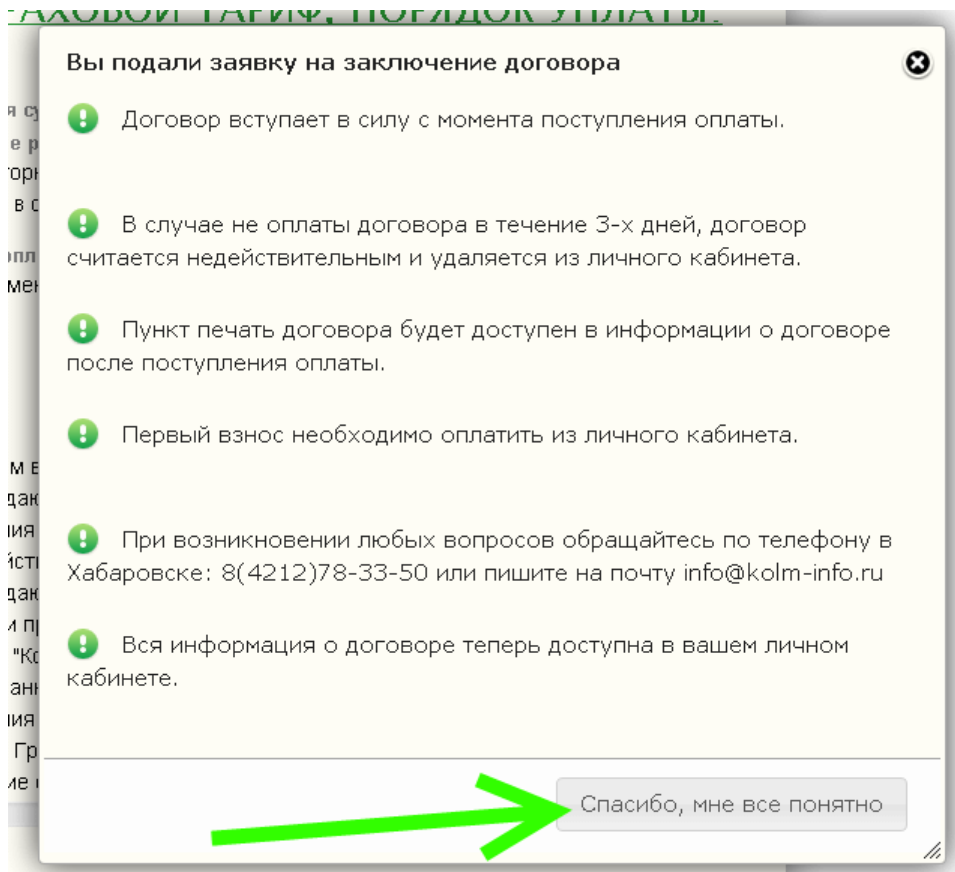 АХОВОЙ ТАРИФ, ПОРЯДОК УПЛАТЫ.
Вы подали заявку на заключение договора
Договор вступает в силу с момента поступления оплаты.
В случае не оплаты договора в течение 3-х дней, договор
считается недействительным и удаляется из личного кабинета.
Пункт печать договора будет доступен в информации о договоре
после поступления оплаты.
Первый взнос необходимо оплатить из личного кабинета.
При возникновении любых вопросов обращайтесь по телефону в
Хабаровске: 8(4212)78-33-50 или пишите на почту info@kolm-info.ru
Вся информация о договоре теперь доступна в вашем личном
кабинете.
Спасибо, мне все понятно